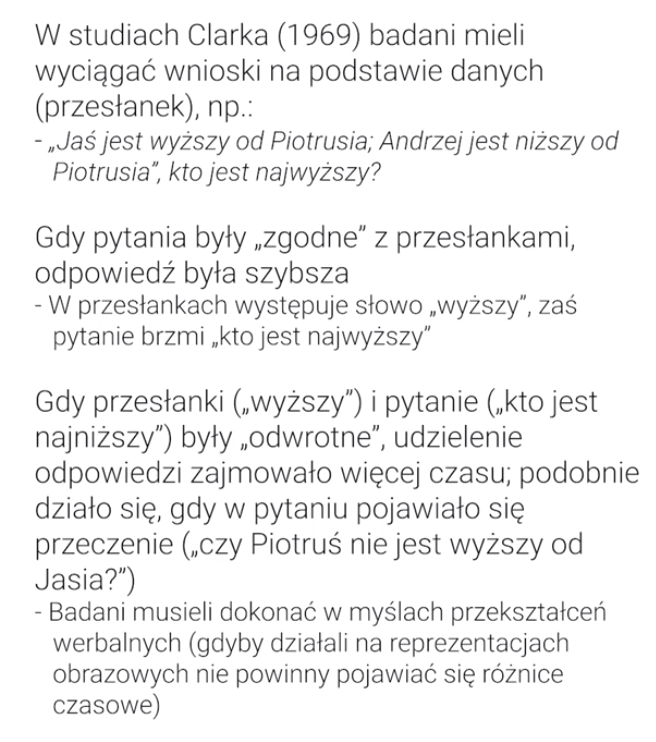 W studiach Clarka (1969) badani mieli
wyciągać wnioski na podstawie danych
(przesłanek), np.:
- „Jaś jest wyższy od Piotrusia; Andrzej jest niższy od
Piotrusia”, kto jest najwyższy?
Gdy pytania były „zgodne” z przesłankami,
odpowiedź była szybsza
- W przesłankach występuje słowo „wyższy”, zaś
pytanie brzmi „kto jest najwyższy”
Gdy przesłanki („wyższy”) i pytanie („kto jest
najniższy”) były „odwrotne”, udzielenie
odpowiedzi zajmowało więcej czasu; podobnie
działo się, gdy w pytaniu pojawiało się
przeczenie („czy Piotruś nie jest wyższy od
Jasia?”)
- Badani musieli dokonać w myślach przekształceń
werbalnych (gdyby działali na reprezentacjach
obrazowych nie powinny pojawiać się różnice
czasowe)